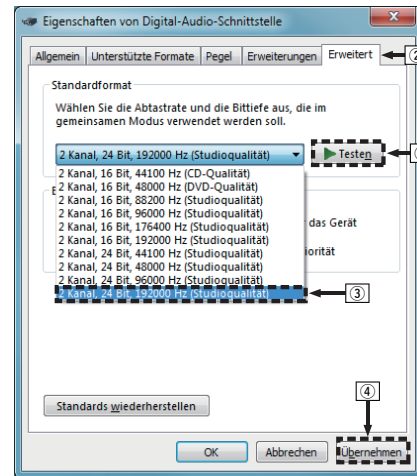 Eigenschaften von Digital-Audio-Schnittstelle
Allgemein Unterstützte Formate Pegel Erweiterungen Erweitert
②
Standardformat
Wählen Sie die Abtastrate und die Bittiefe aus, die im
gemeinsamen Modus verwendet werden soll.
2 Kanal, 24 Bit, 192000 Hz (Studioqualität) Testen
2 Kanal, 16 Bit, 44100 Hz (CD-Qualität)
2 Kanal, 16 Bit, 48000 Hz (DVD-Qualität)
2 Kanal, 16 Bit, 88200 Hz (Studioqualität)
2 Kanal, 16 Bit, 96000 Hz (Studioqualität)
2 Kanal, 16 Bit, 176400 Hz (Studioqualität)
das Gerät
2 Kanal, 16 Bit, 192000 Hz (Studioqualität)
2 Kanal, 24 Bit, 44100 Hz (Studioqualität)
iorität
2 Kanal, 24 Bit, 48000 Hz (Studioqualität)
2 Kanal, 24 Bit, 96000 Hz (Studioqualität)
2 Kanal, 24 Bit, 192000 Hz (Studioqualität)
③
④
Standards wiederherstellen
OK Abbrechen Übernehmen